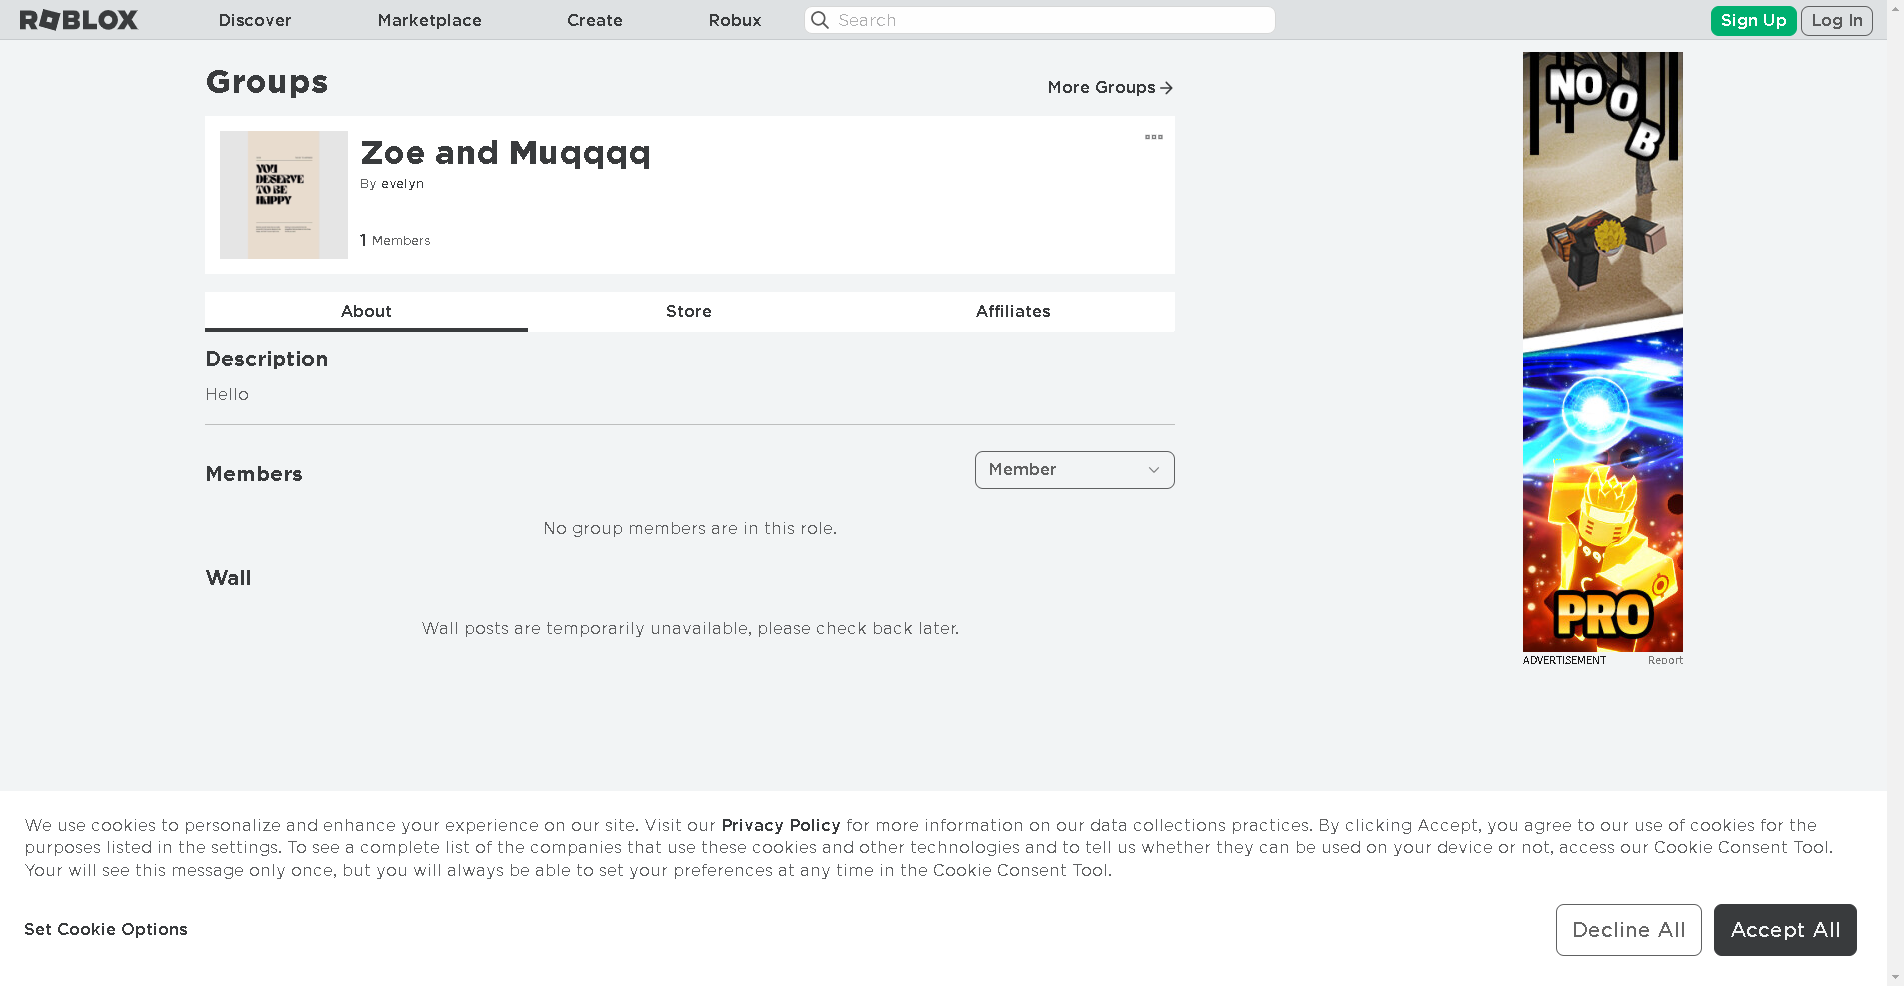 ROBLOX Discover Marketplace Create Robux Search Sign Up Log In
Groups
More Groups
Zoe and Muqqqq
By evelyn
1 Members
YOU
DESERVE
TO BE
HAPPY
About Store Affiliates
Description
Hello
Members
Member
No group members are in this role.
Wall
Wall posts are temporarily unavailable, please check back later.
NOOB
PRO
ADVERTISEMENT Report
We use cookies to personalize and enhance your experience on our site. Visit our Privacy Policy for more information on our data collections practices. By clicking Accept, you agree to our use of cookies for the
purposes listed in the settings. To see a complete list of the companies that use these cookies and other technologies and to tell us whether they can be used on your device or not, access our Cookie Consent Tool.
Your will see this message only once, but you will always be able to set your preferences at any time in the Cookie Consent Tool.
Set Cookie Options
Decline All
Accept All